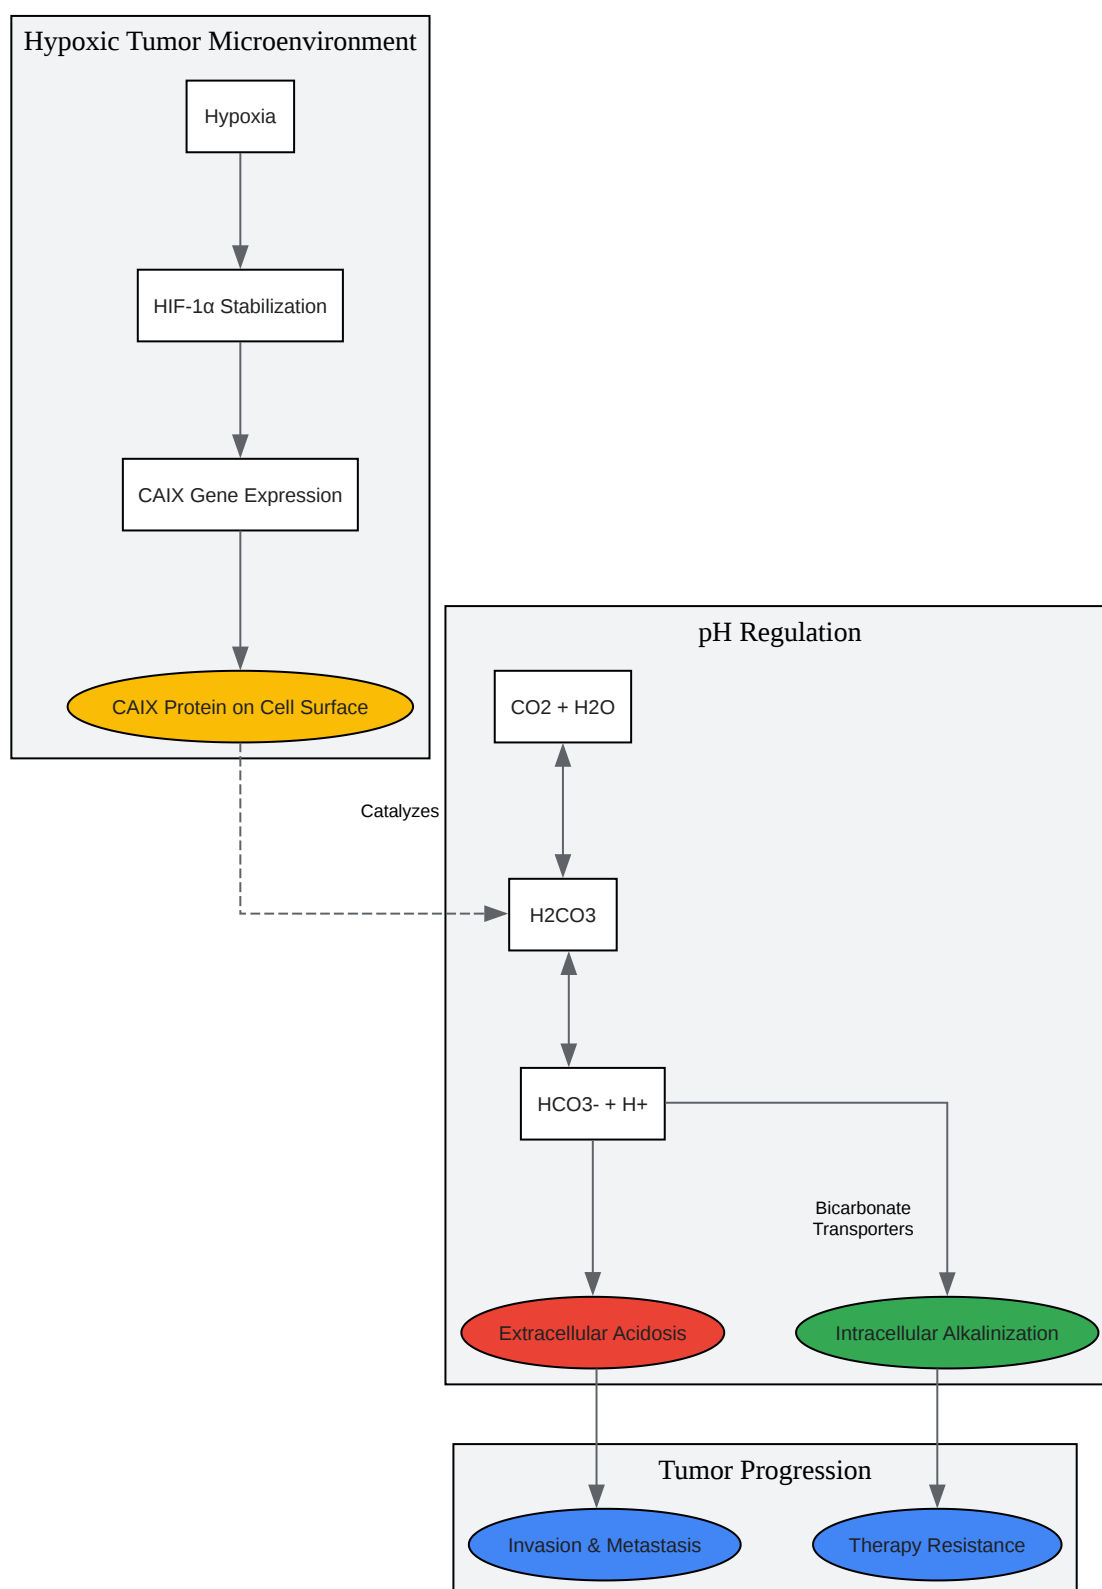 Hypoxic Tumor Microenvironment
Hypoxia
HIF-1α Stabilization
CAIX Gene Expression
CAIX Protein on Cell Surface
Catalyzes
pH Regulation
CO2 + H2O
H2CO3
HCO3- + H+
Bicarbonate
Transporters
Extracellular Acidosis
Intracellular Alkalinization
Tumor Progression
Invasion & Metastasis
Therapy Resistance